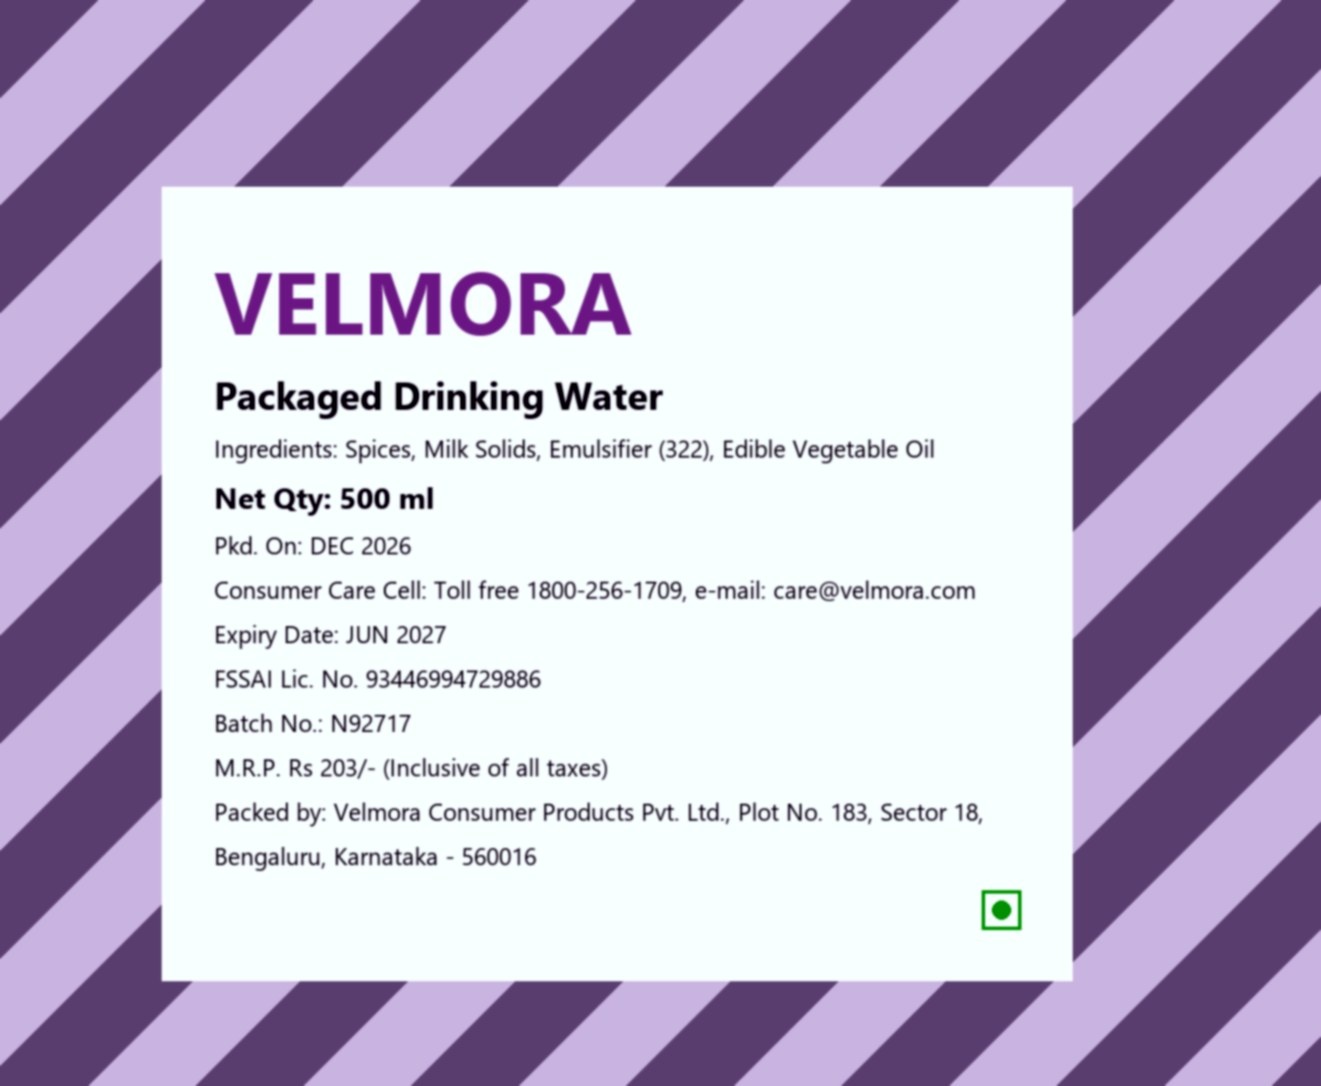 VELMORA
Packaged Drinking Water
Ingredients: Spices, Milk Solids, Emulsifier (322), Edible Vegetable Oil
Net Qty: 500 ml
Pkd. On: DEC 2026
Consumer Care Cell: Toll free 1800-256-1709, e-mail: care@velmora.com
Expiry Date: JUN 2027
FSSAI Lic. No. 93446994729886
Batch No.: N92717
M.R.P. Rs 203/- (Inclusive of all taxes)
Packed by: Velmora Consumer Products Pvt. Ltd., Plot No. 183, Sector 18,
Bengaluru, Karnataka - 560016